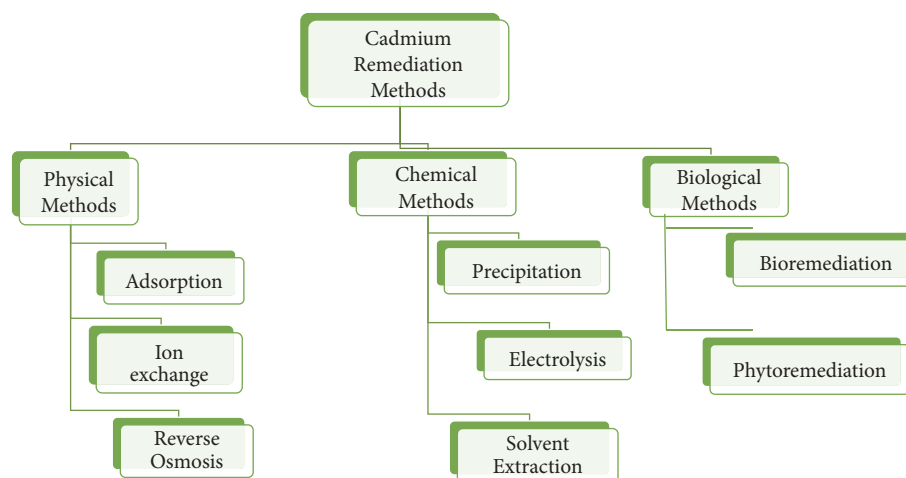 Cadmium
Remediation
Methods
Physical
Methods
Adsorption
Ion
exchange
Reverse
Osmosis
Chemical
Methods
Precipitation
Electrolysis
Solvent
Extraction
Biological
Methods
Bioremediation
Phytoremediation